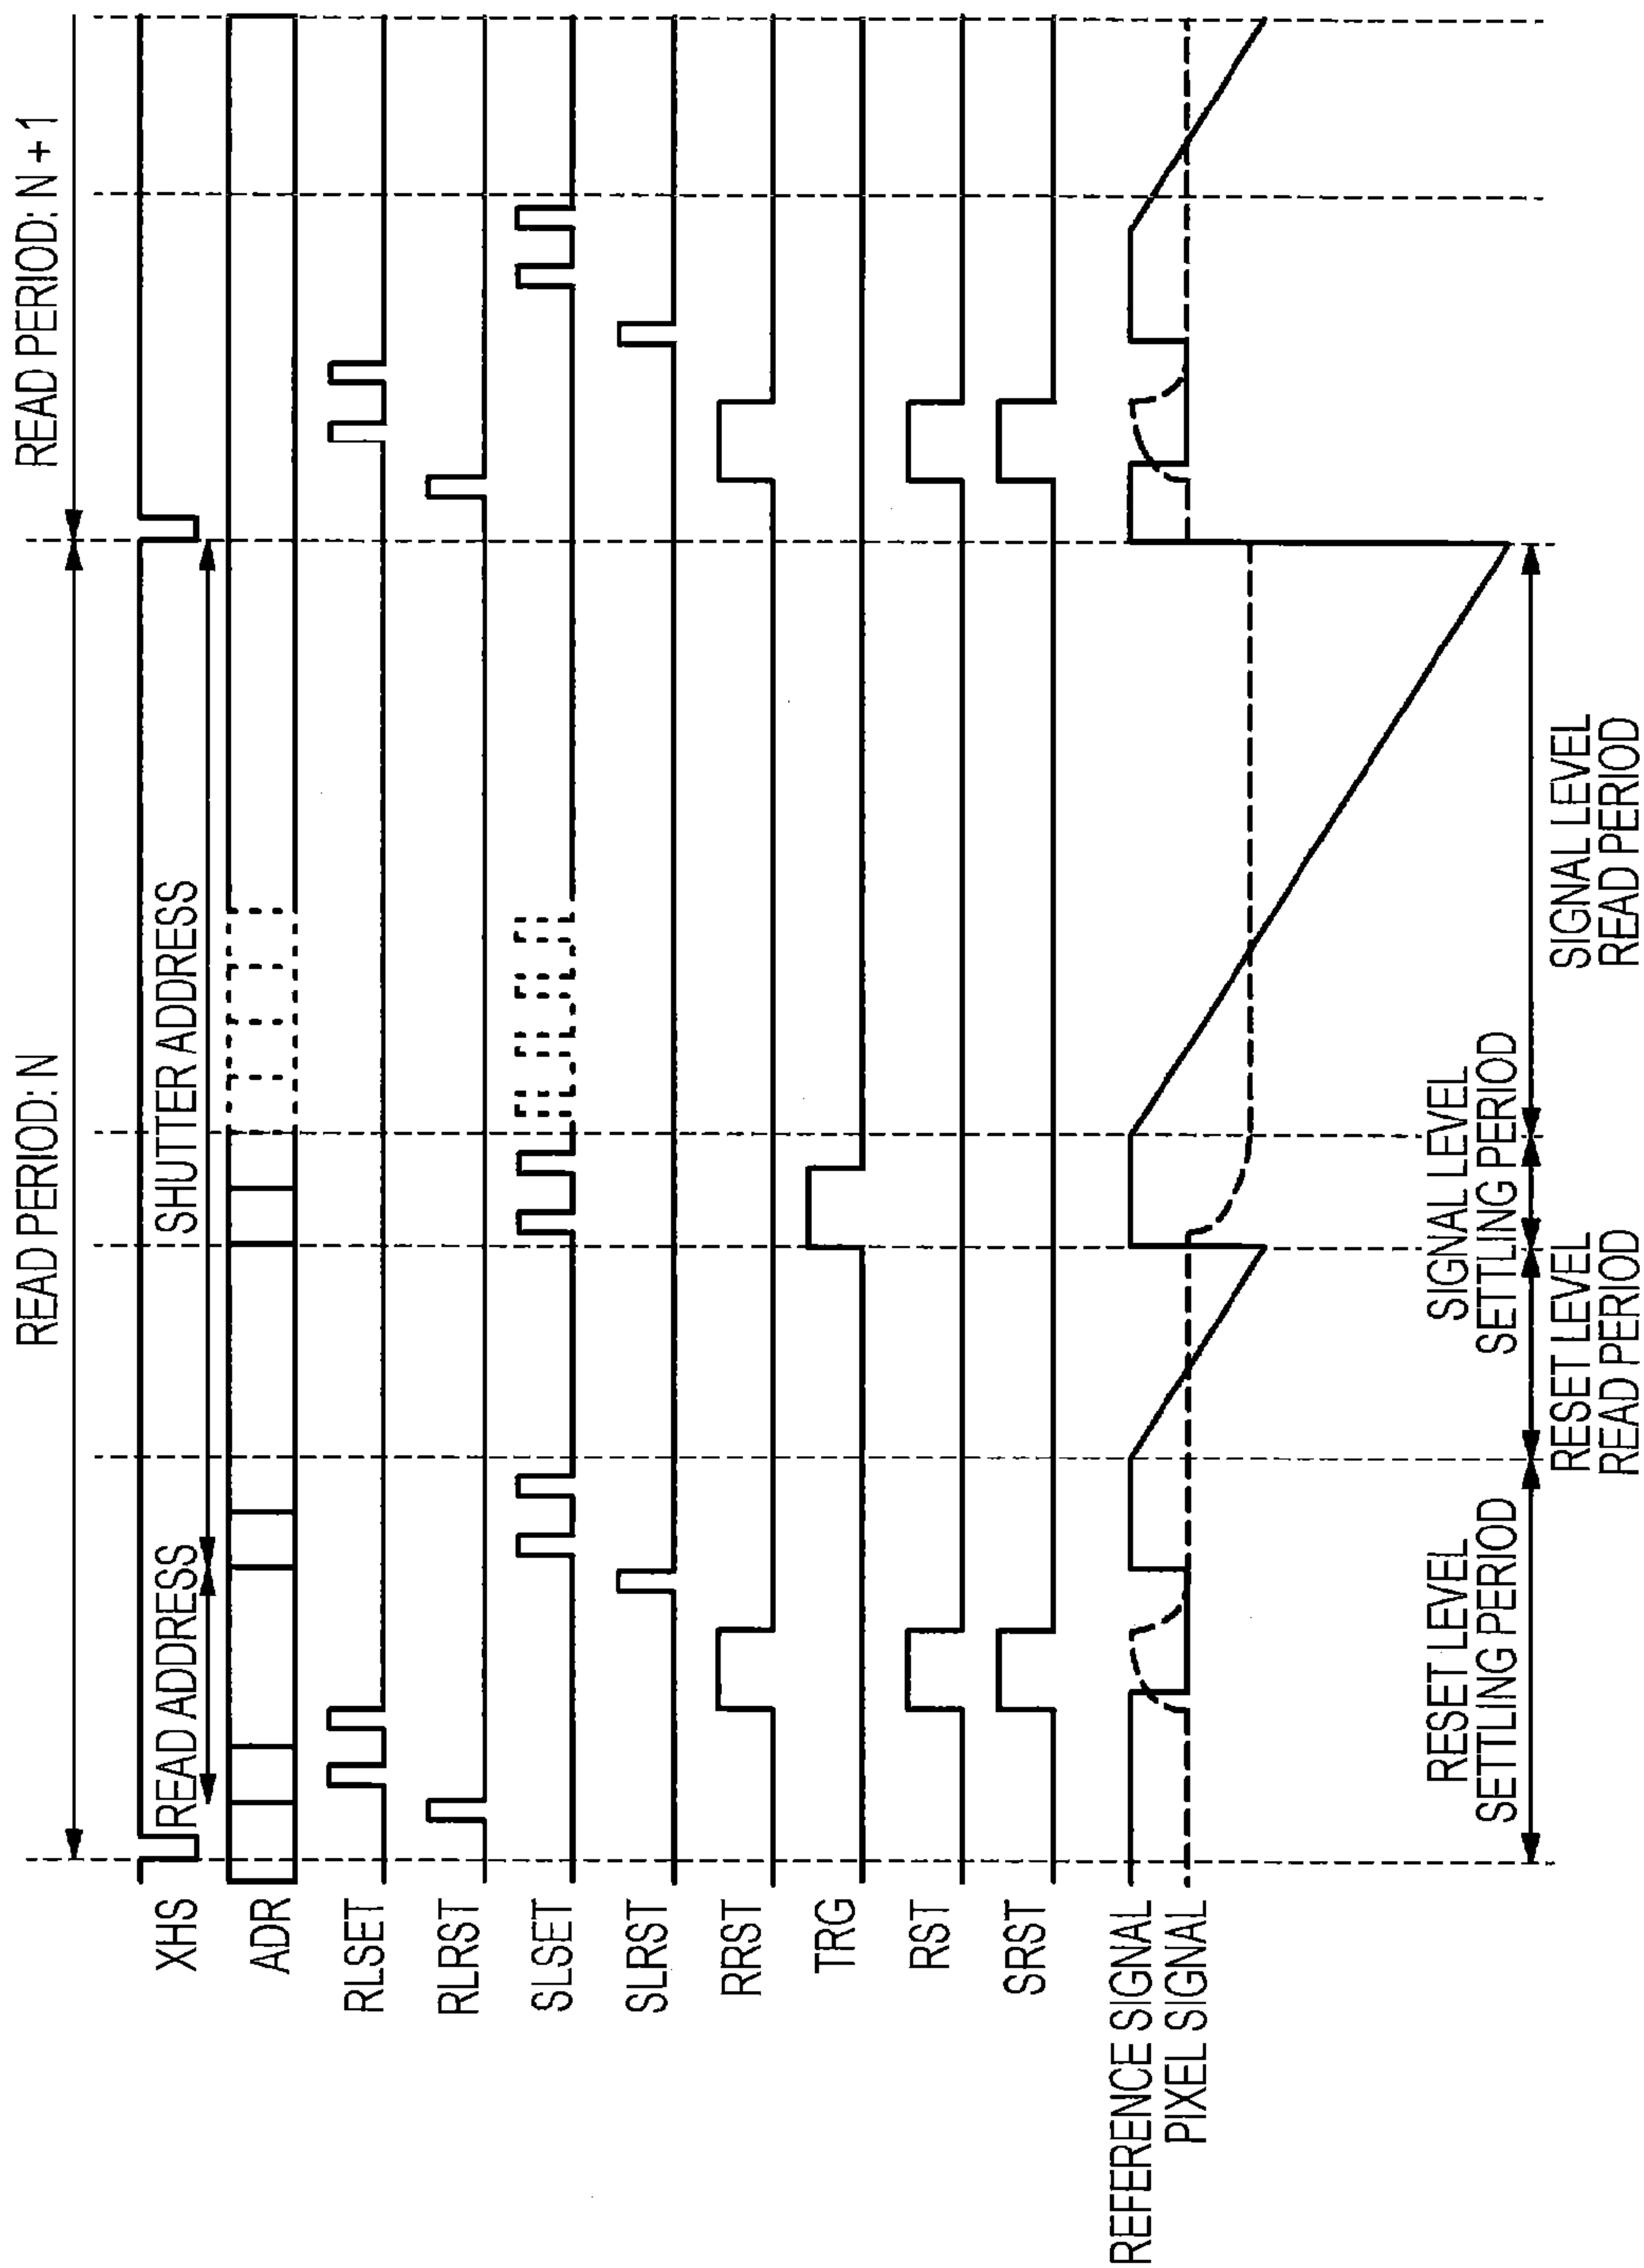 READ PERIOD: N
READ PERIOD: N + 1
READ ADDRESS
SHUTTER ADDRESS
XHS
ADR
RLSET
RLRST
SLSET
SLRST
RRST
TRG
RST
SRST
REFERENCE SIGNAL
PIXEL SIGNAL
RESET LEVEL
SETTLING PERIOD
RESET LEVEL
READ PERIOD
SIGNAL LEVEL
SETTLING PERIOD
SIGNAL LEVEL
READ PERIOD